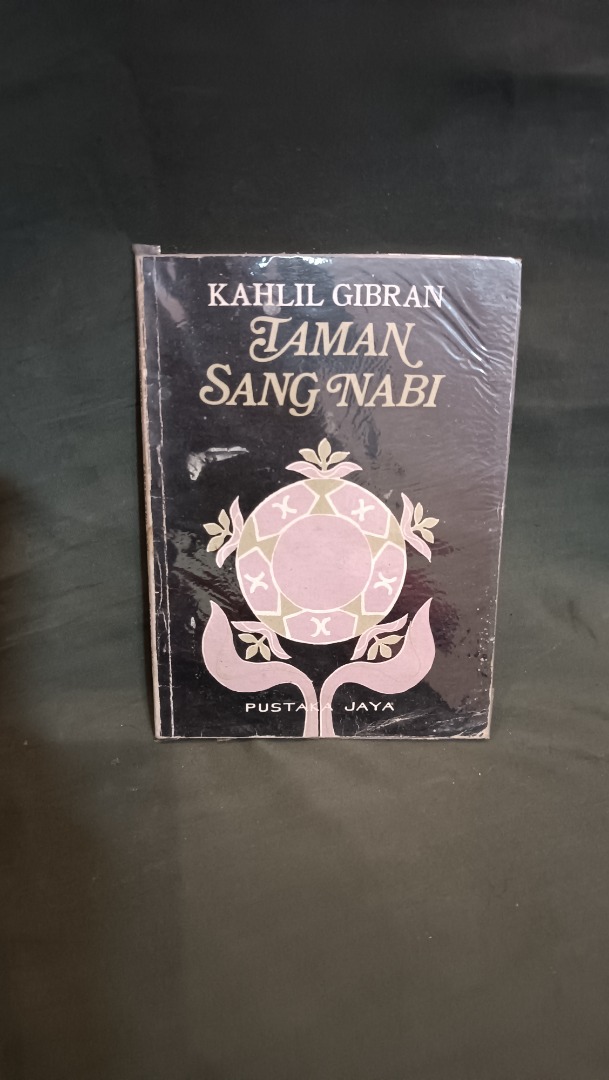 KAHLIL GIBRAN
TAMAN
SANG NABI
PUSTAKA JAYA